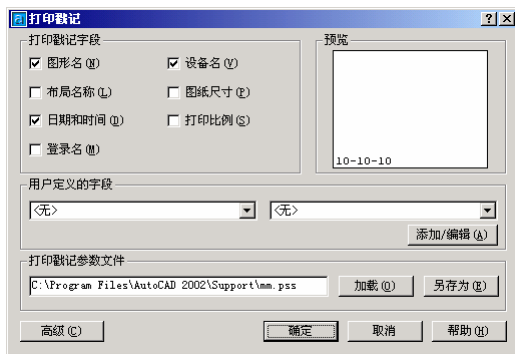 打印戳记
打印戳记字段
图形名(N)
设备名(V)
布局名称(L)
图纸尺寸(P)
日期和时间(D)
打印比例(S)
登录名(M)
预览
10-10-10
用户定义的字段
<无>
<无>
添加/编辑(A)
打印戳记参数文件
C:\Program Files\AutoCAD 2002\Support\mm.pss
加载(O)
另存为(E)
高级(C)
确定
取消
帮助(H)